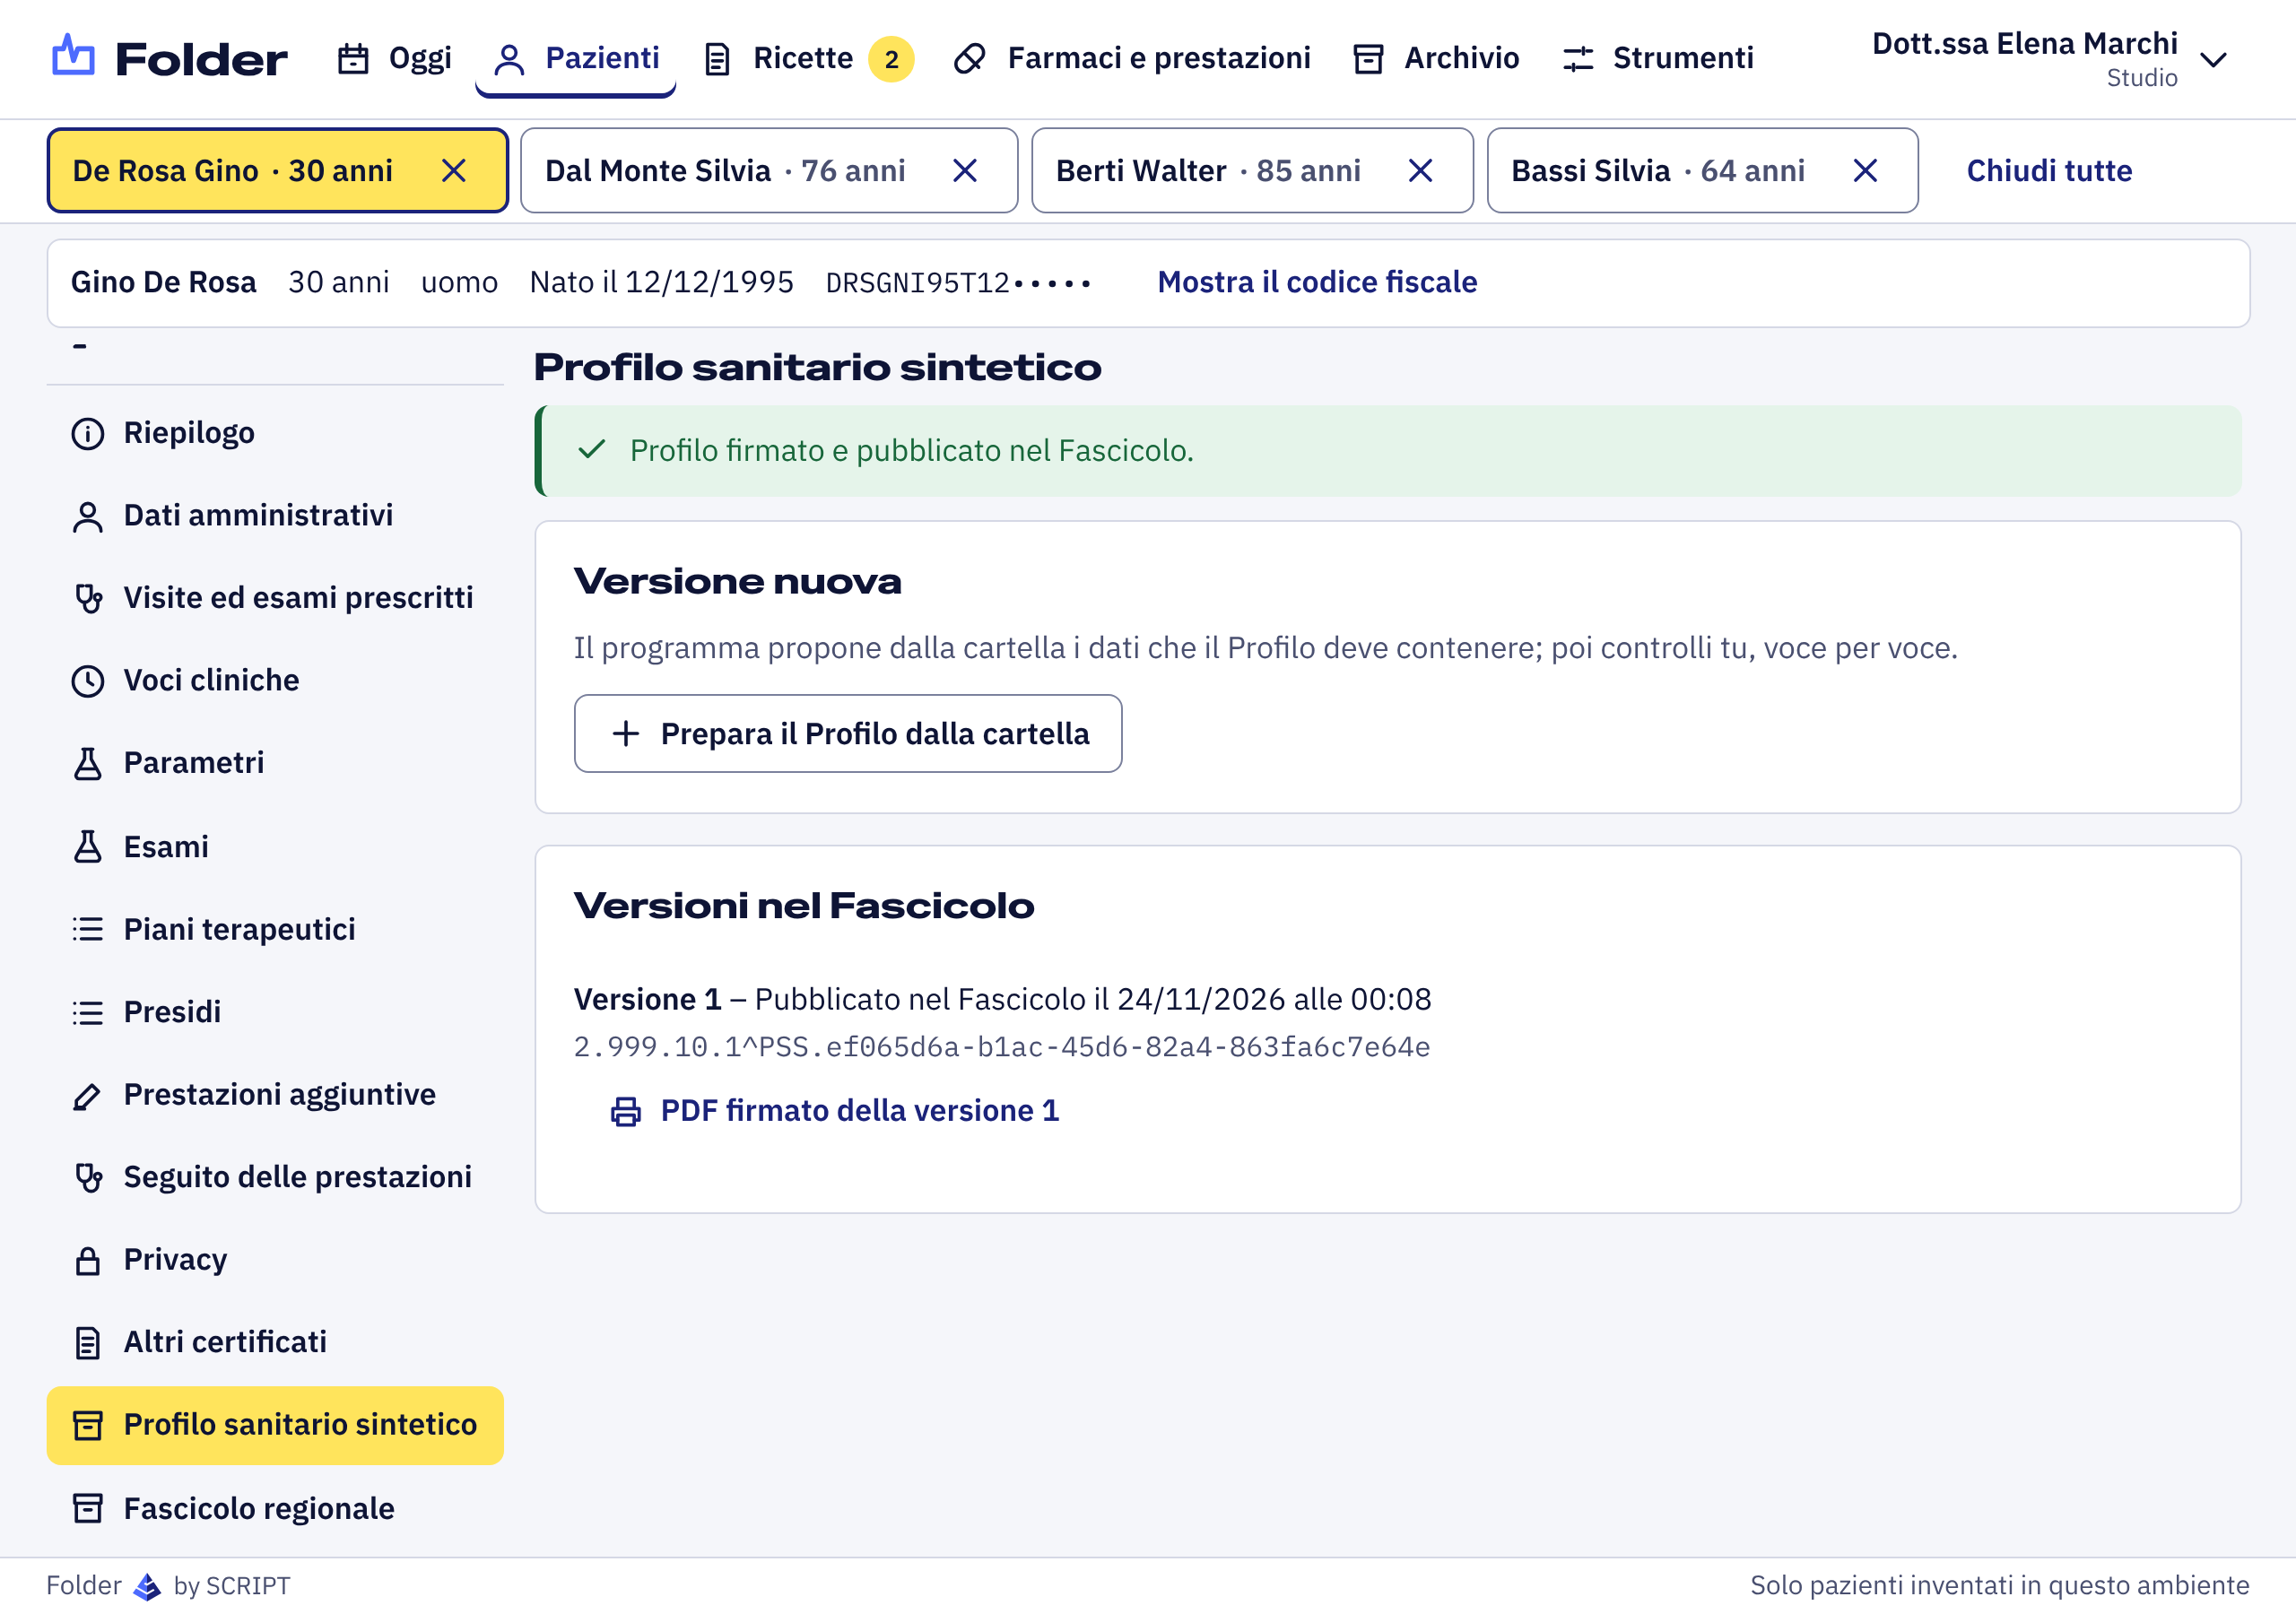 Folder
Oggi
Pazienti
Ricette 2
Farmaci e prestazioni
Archivio
Strumenti
Dott.ssa Elena Marchi
Studio
De Rosa Gino · 30 anni
Dal Monte Silvia · 76 anni
Berti Walter · 85 anni
Bassi Silvia · 64 anni
Chiudi tutte
Gino De Rosa 30 anni uomo Nato il 12/12/1995 DRSGNI95T12••••• Mostra il codice fiscale
Riepilogo
Dati amministrativi
Visite ed esami prescritti
Voci cliniche
Parametri
Esami
Piani terapeutici
Presidi
Prestazioni aggiuntive
Seguito delle prestazioni
Privacy
Altri certificati
Profilo sanitario sintetico
Fascicolo regionale
Profilo sanitario sintetico
Profilo firmato e pubblicato nel Fascicolo.
Versione nuova
Il programma propone dalla cartella i dati che il Profilo deve contenere; poi controlli tu, voce per voce.
Prepara il Profilo dalla cartella
Versioni nel Fascicolo
Versione 1 – Pubblicato nel Fascicolo il 24/11/2026 alle 00:08
2.999.10.1^PSS.ef065d6a-b1ac-45d6-82a4-863fa6c7e64e
PDF firmato della versione 1
Folder by SCRIPT
Solo pazienti inventati in questo ambiente